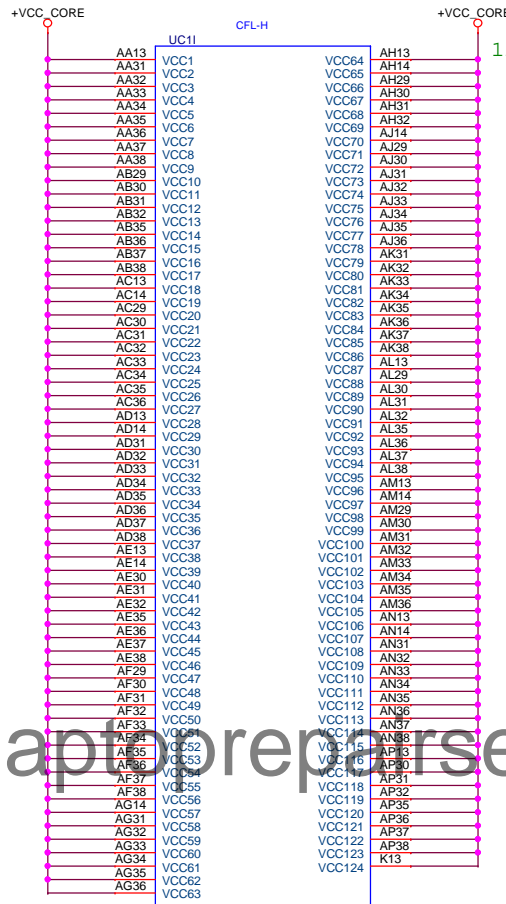 +VCC_CORE +VCC_CORE
CFL-H
UC1I
1
AA13 VCC1 VCC64 AH13
AA31 VCC2 VCC65 AH14
AA32 VCC3 VCC66 AH29
AA33 VCC4 VCC67 AH30
AA34 VCC5 VCC68 AH31
AA35 VCC6 VCC69 AH32
AA36 VCC7 VCC70 AJ14
AA37 VCC8 VCC71 AJ29
AA38 VCC9 VCC72 AJ30
AB29 VCC10 VCC73 AJ31
AB30 VCC11 VCC74 AJ32
AB31 VCC12 VCC75 AJ33
AB32 VCC13 VCC76 AJ34
AB35 VCC14 VCC77 AJ35
AB36 VCC15 VCC78 AJ36
AB37 VCC16 VCC79 AK31
AB38 VCC17 VCC80 AK32
AC13 VCC18 VCC81 AK33
AC14 VCC19 VCC82 AK34
AC29 VCC20 VCC83 AK35
AC30 VCC21 VCC84 AK36
AC31 VCC22 VCC85 AK37
AC32 VCC23 VCC86 AK38
AC33 VCC24 VCC87 AL13
AC34 VCC25 VCC88 AL29
AC35 VCC26 VCC89 AL30
AC36 VCC27 VCC90 AL31
AD13 VCC28 VCC91 AL32
AD14 VCC29 VCC92 AL35
AD31 VCC30 VCC93 AL36
AD32 VCC31 VCC94 AL37
AD33 VCC32 VCC95 AL38
AD34 VCC33 VCC96 AM13
AD35 VCC34 VCC97 AM14
AD36 VCC35 VCC98 AM29
AD37 VCC36 VCC99 AM30
AD38 VCC37 VCC100 AM31
AE13 VCC38 VCC101 AM32
AE14 VCC39 VCC102 AM33
AE30 VCC40 VCC103 AM34
AE31 VCC41 VCC104 AM35
AE32 VCC42 VCC105 AM36
AE35 VCC43 VCC106 AN13
AE36 VCC44 VCC107 AN14
AE37 VCC45 VCC108 AN31
AE38 VCC46 VCC109 AN32
AF29 VCC47 VCC110 AN33
AF30 VCC48 VCC111 AN34
AF31 VCC49 VCC112 AN35
AF32 VCC50 VCC113 AN36
AF33 VCC51 VCC114 AN37
AF34 VCC52 VCC115 AN38
AF35 VCC53 VCC116 AP13
AF36 VCC54 VCC117 AP30
AF37 VCC55 VCC118 AP31
AF38 VCC56 VCC119 AP32
AG14 VCC57 VCC120 AP35
AG31 VCC58 VCC121 AP36
AG32 VCC59 VCC122 AP37
AG33 VCC60 VCC123 AP38
AG34 VCC61 VCC124 K13
AG35 VCC62
AG36 VCC63
aptoprepairse